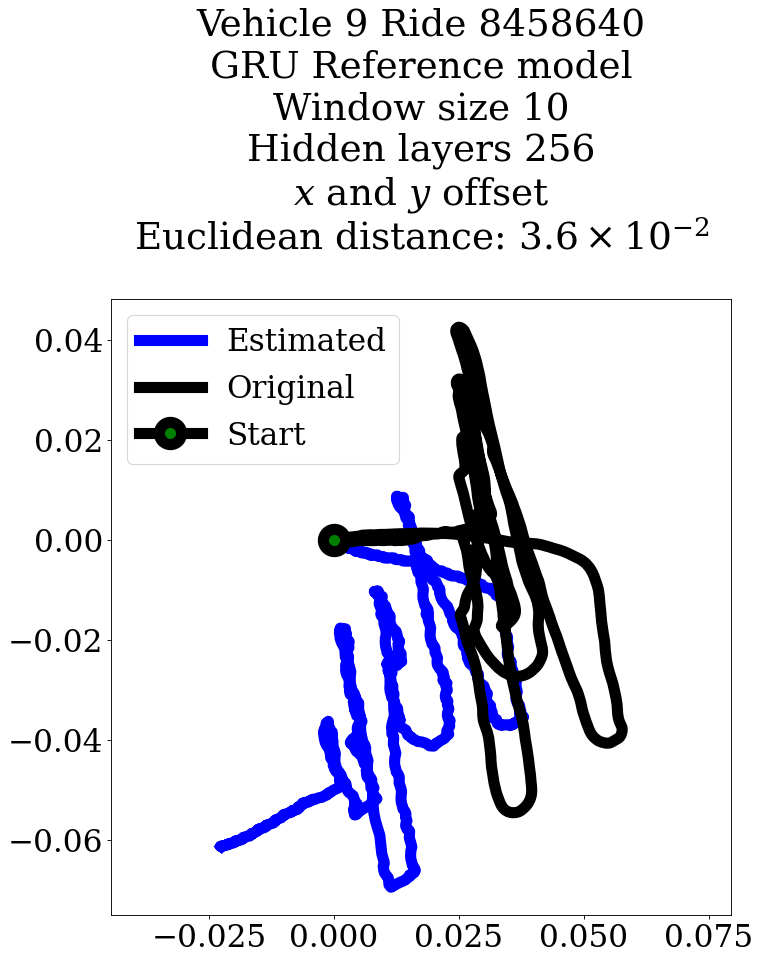 Vehicle 9 Ride 8458640
GRU Reference model
Window size 10
Hidden layers 256
x and y offset
Euclidean distance: 3.6 × 10⁻²
Estimated
Original
Start
0.04
0.02
0.00
−0.02
−0.04
−0.06
−0.025 0.000 0.025 0.050 0.075